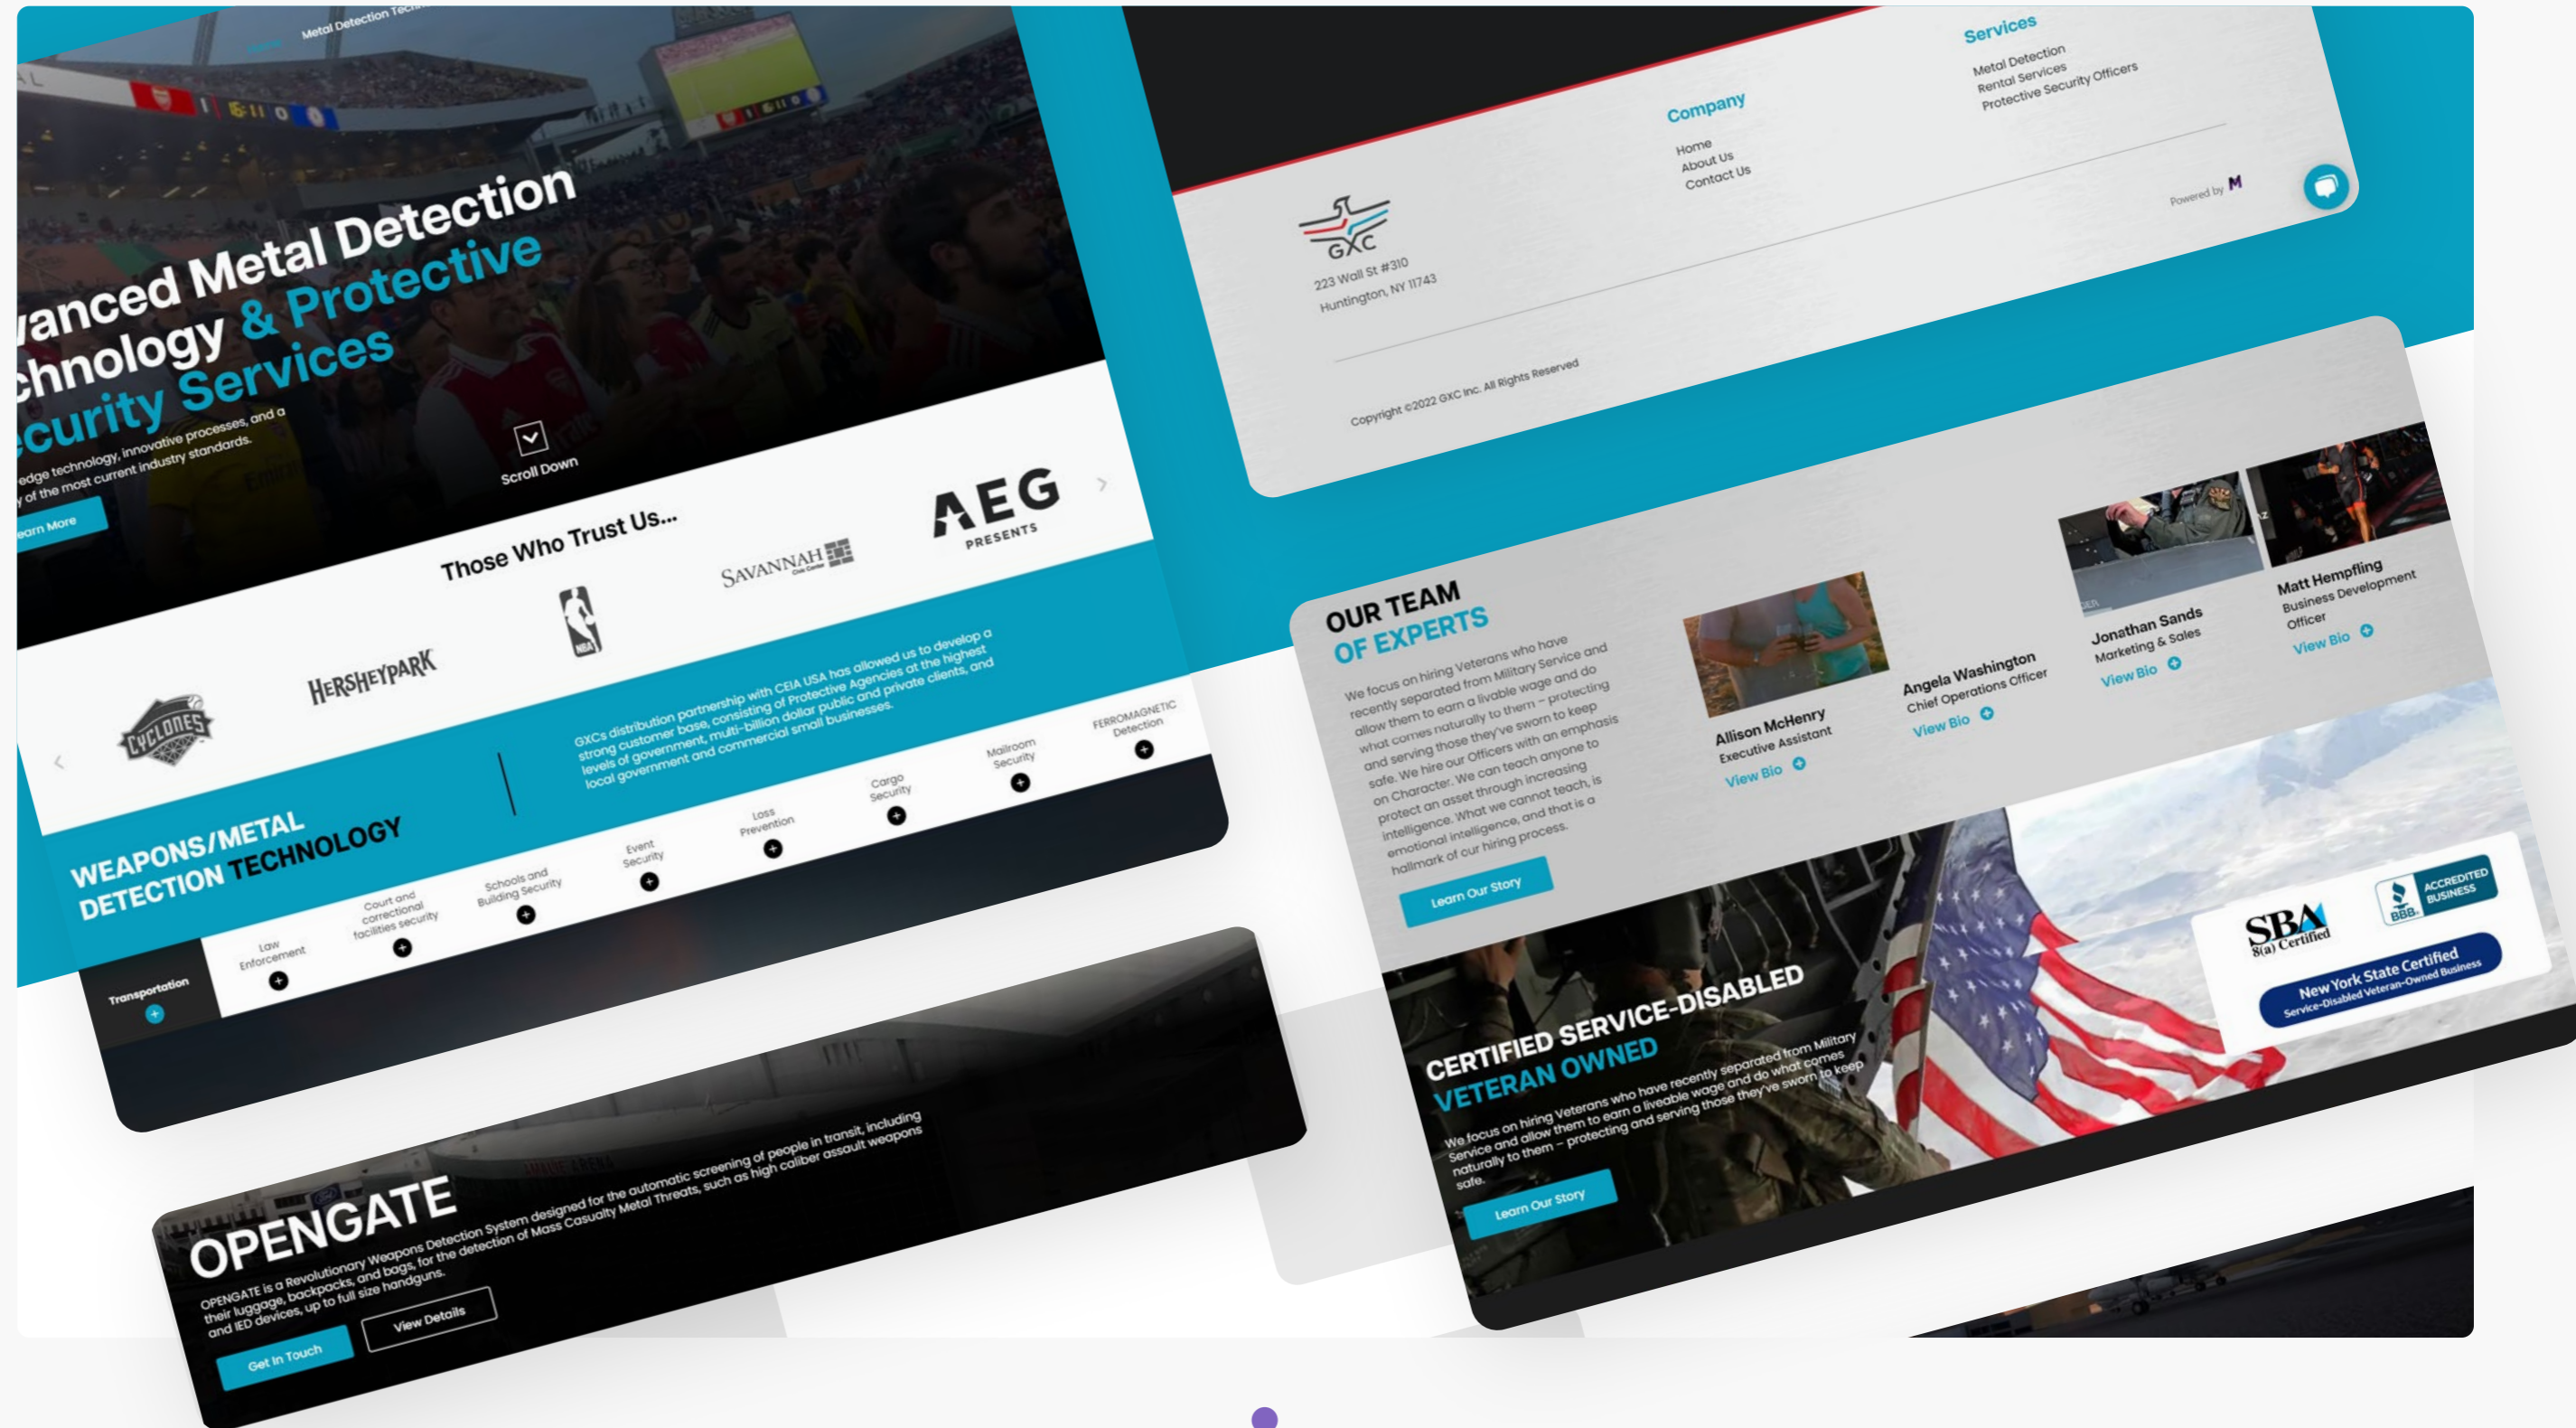 Metal Detection
vanced Metal Detection
chnology & Protective
ecurity Services
edge technology, innovative processes, and a
y of the most current industry standards.
earn More
Scroll Down
Those Who Trust Us...
CYCLONES
HERSHEYPARK
NBA
SAVANNAH
Civic Center
AEG
PRESENTS
WEAPONS/METAL
DETECTION TECHNOLOGY
GXCs distribution partnership with CEIA USA has allowed us to develop a
strong customer base, consisting of Protective Agencies at the highest
levels of government, multi-billion dollar public and private clients, and
local government and commercial small businesses.
Transportation
Law
Enforcement
Court and
correctional
facilities security
Schools and
Building Security
Event
Security
Loss
Prevention
Cargo
Security
Mailroom
Security
FERROMAGNETIC
Detection
OPENGATE
OPENGATE is a Revolutionary Weapons Detection System designed for the automatic screening of people in transit, including
their luggage, backpacks, and bags, for the detection of Mass Casualty Metal Threats, such as high caliber assault weapons
and IED devices, up to full size handguns.
Get In Touch
View Details
GXC
223 Wall St #310
Huntington, NY 11743
Company
Home
About Us
Contact Us
Services
Metal Detection
Rental Services
Protective Security Officers
Powered by M
Copyright ©2022 GXC Inc. All Rights Reserved
OUR TEAM
OF EXPERTS
We focus on hiring Veterans who have
recently separated from Military Service and
allow them to earn a livable wage and do
what comes naturally to them – protecting
and serving those they've sworn to keep
safe. We hire our Officers with an emphasis
on Character. We can teach anyone to
protect an asset through increasing
intelligence. What we cannot teach, is
emotional intelligence, and that is a
hallmark of our hiring process.
Learn Our Story
Allison McHenry
Executive Assistant
View Bio
Angela Washington
Chief Operations Officer
View Bio
Jonathan Sands
Marketing & Sales
View Bio
Matt Hempfling
Business Development
Officer
View Bio
CERTIFIED SERVICE-DISABLED
VETERAN OWNED
We focus on hiring Veterans who have recently separated from Military
Service and allow them to earn a liveable wage and do what comes
naturally to them – protecting and serving those they've sworn to keep
safe.
Learn Our Story
SBA
8(a) Certified
BBB.
ACCREDITED
BUSINESS
New York State Certified
Service-Disabled Veteran-Owned Business